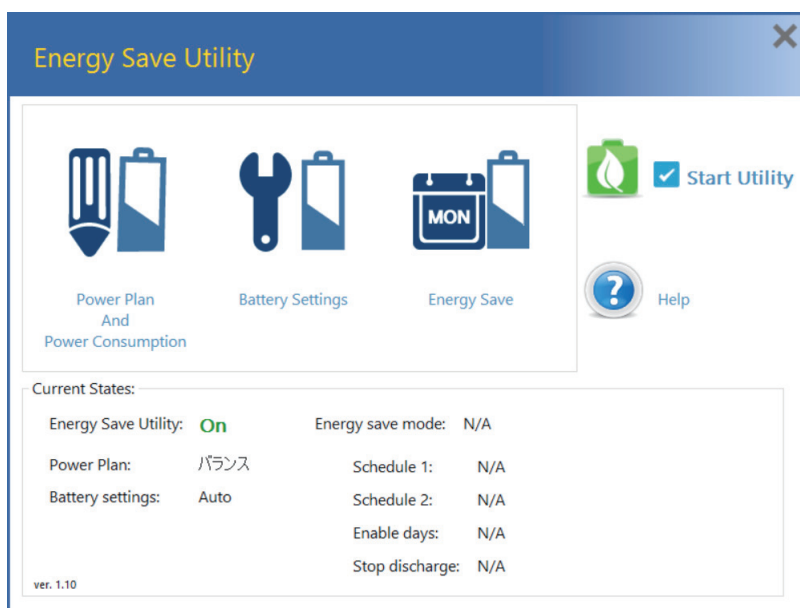 Energy Save Utility
MON
Start Utility
Power Plan
And
Power Consumption
Battery Settings
Energy Save
?
Help
Current States:
Energy Save Utility: On
Energy save mode: N/A
Power Plan: バランス
Schedule 1: N/A
Battery settings: Auto
Schedule 2: N/A
Enable days: N/A
Stop discharge: N/A
ver. 1.10